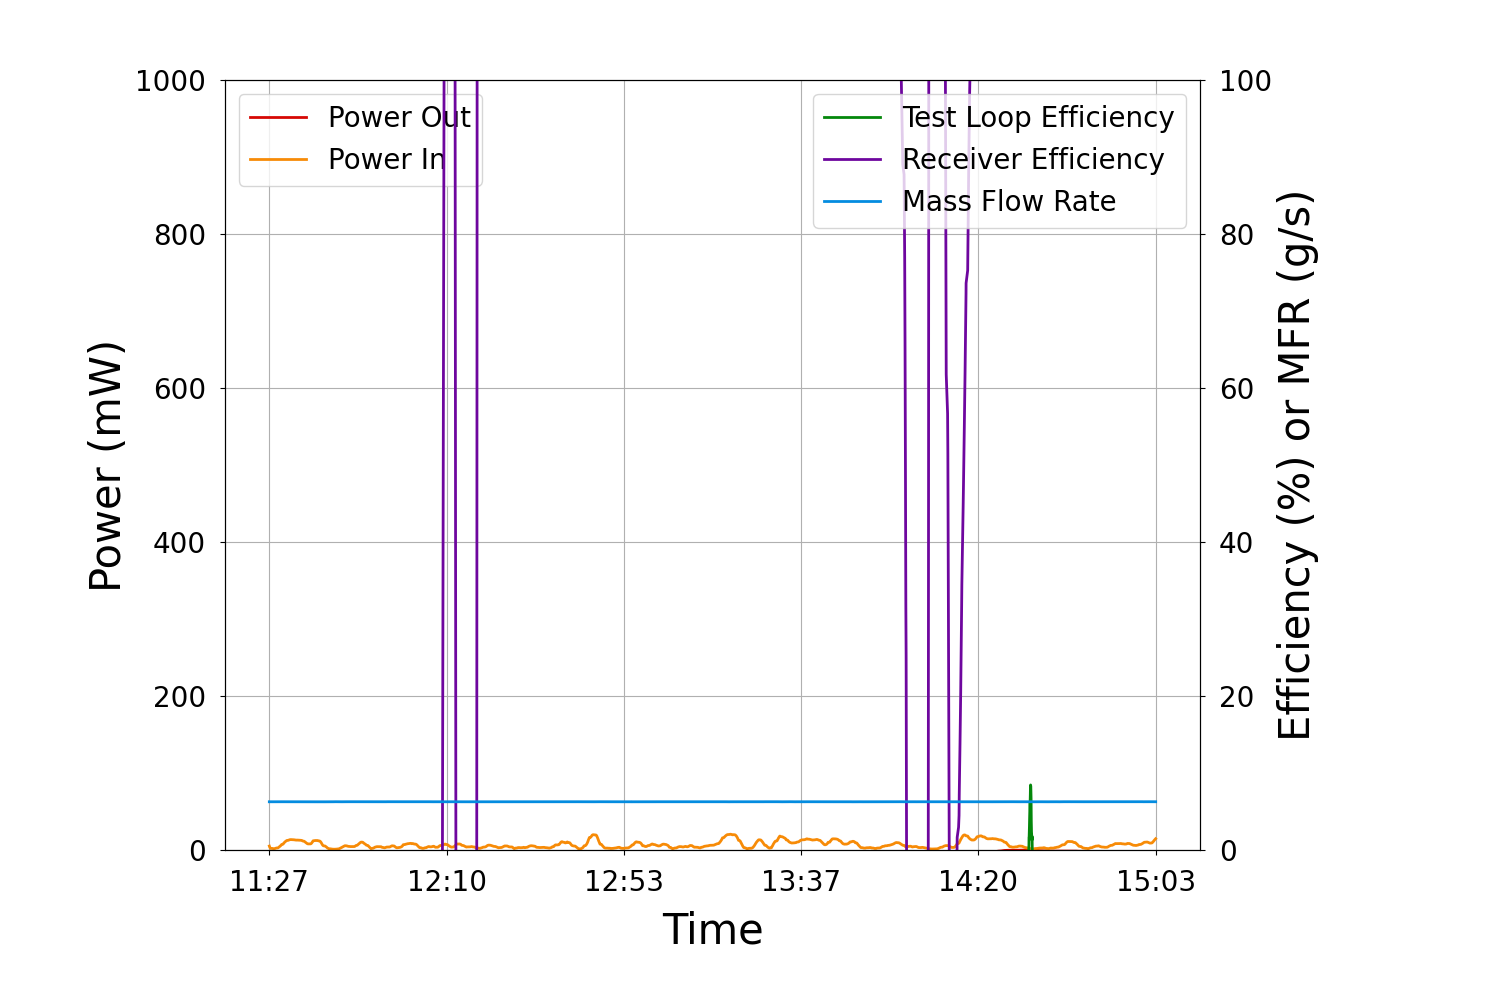 1000
800
600
400
200
0
Power (mW)
Power Out
Power In
Test Loop Efficiency
Receiver Efficiency
Mass Flow Rate
100
80
60
40
20
0
Efficiency (%) or MFR (g/s)
11:27 12:10 12:53 13:37 14:20 15:03
Time